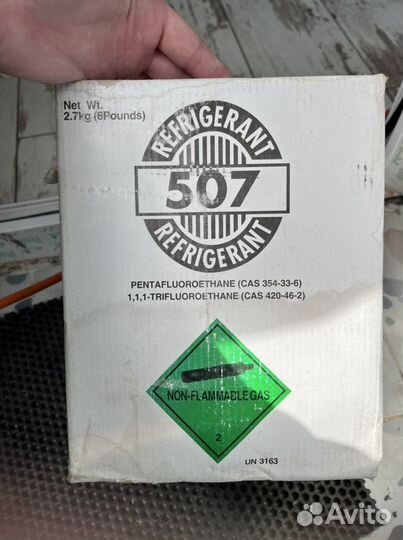 Net Wt.
2.7kg (6Pounds)
REFRIGERANT
507
REFRIGERANT
PENTAFLUOROETHANE (CAS 354-33-6)
1,1,1-TRIFLUOROETHANE (CAS 420-46-2)
NON-FLAMMABLE GAS
2
UN 3163
Avito